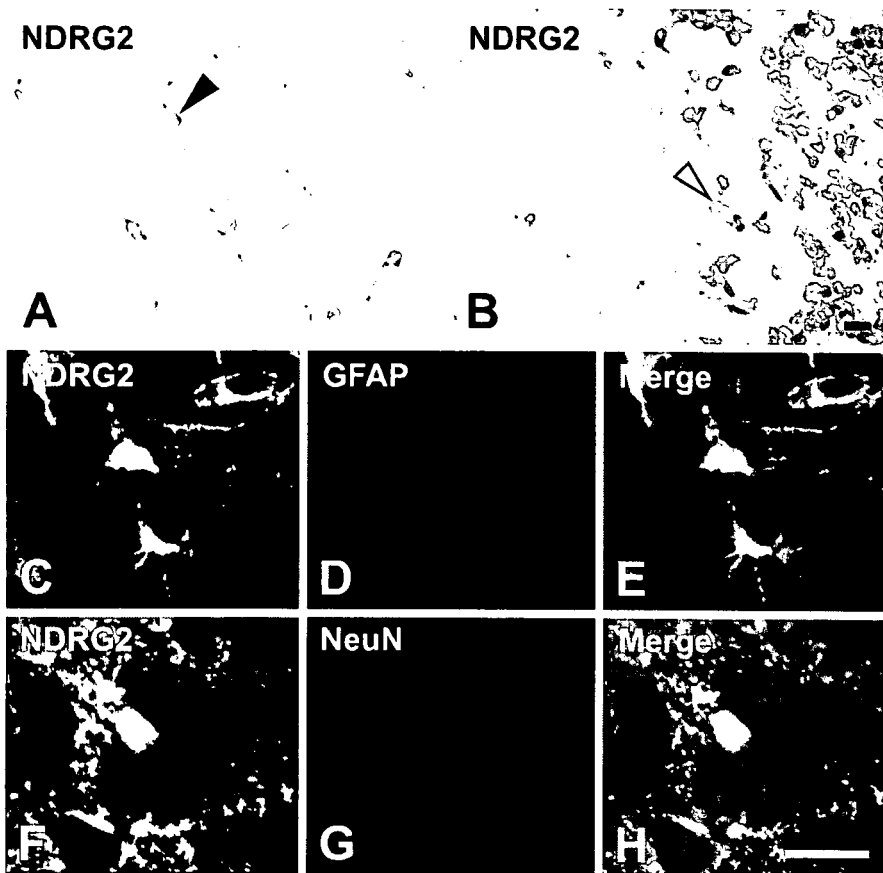 NDRG2 NDRG2
A B
NDRG2 GFAP Merge
C D E
NDRG2 NeuN Merge
F G H